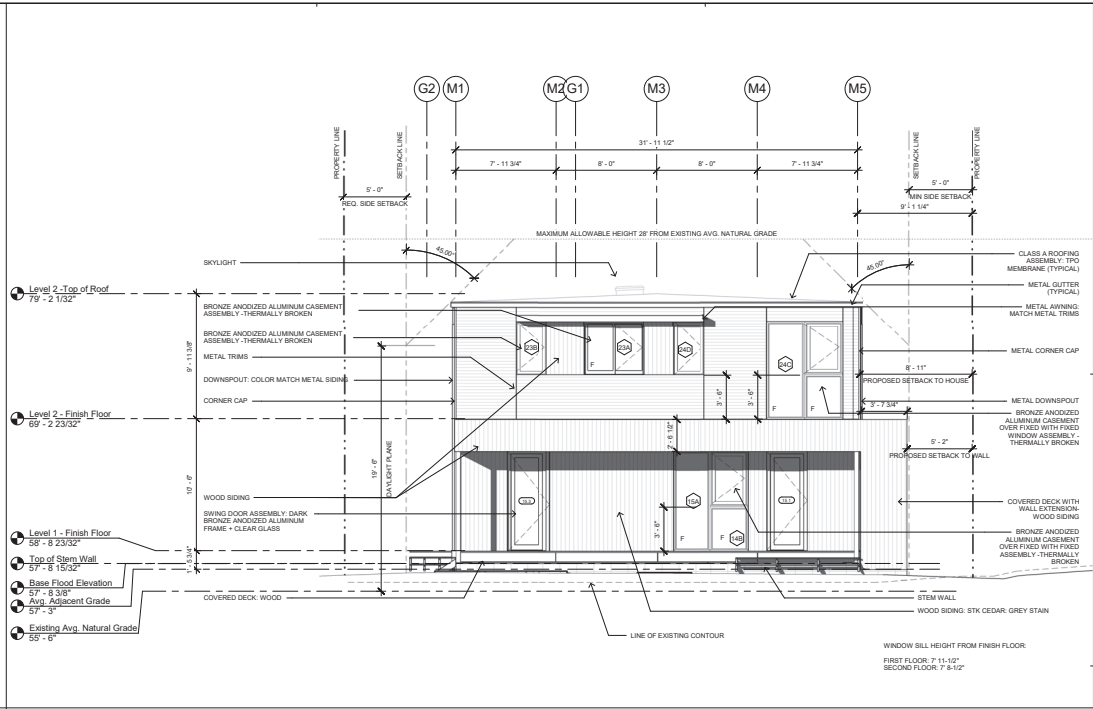 G2 M1 M2 G1 M3 M4 M5
31' - 11 1/2"
7' - 11 3/4" 8' - 0" 8' - 0" 7' - 11 3/4"
PROPERTY LINE
SETBACK LINE
SETBACK LINE
PROPERTY LINE
5' - 0"
REQ. SIDE SETBACK
5' - 0"
MIN SIDE SETBACK
9' - 1 1/4"
MAXIMUM ALLOWABLE HEIGHT 28' FROM EXISTING AVG. NATURAL GRADE
45.00°
45.00°
SKYLIGHT
BRONZE ANODIZED ALUMINUM CASEMENT
ASSEMBLY -THERMALLY BROKEN
BRONZE ANODIZED ALUMINUM CASEMENT
ASSEMBLY -THERMALLY BROKEN
METAL TRIMS
DOWNSPOUT: COLOR MATCH METAL SIDING
CORNER CAP
WOOD SIDING
SWING DOOR ASSEMBLY: DARK
BRONZE ANODIZED ALUMINUM
FRAME + CLEAR GLASS
COVERED DECK: WOOD
Level 2 -Top of Roof
79' - 2 1/32"
Level 2 - Finish Floor
69' - 2 23/32"
Level 1 - Finish Floor
58' - 8 23/32"
Top of Stem Wall
57' - 8 15/32"
Base Flood Elevation
57' - 8 3/8"
Avg. Adjacent Grade
57' - 3"
Existing Avg. Natural Grade
55' - 6"
9' - 11 3/8"
10' - 6"
1' - 5 3/4"
19' - 6"
DAYLIGHT PLANE
23B
23A
24D
24C
F
F F
3' - 6"
3' - 6"
15A
14B
F F
3' - 6"
CLASS A ROOFING
ASSEMBLY: TPO
MEMBRANE (TYPICAL)
METAL GUTTER
(TYPICAL)
METAL AWNING:
MATCH METAL TRIMS
METAL CORNER CAP
8' - 11"
PROPOSED SETBACK TO HOUSE
METAL DOWNSPOUT
3' - 7 3/4"
BRONZE ANODIZED
ALUMINUM CASEMENT
OVER FIXED WITH FIXED
WINDOW ASSEMBLY -
THERMALLY BROKEN
5' - 2"
PROPOSED SETBACK TO WALL
COVERED DECK WITH
WALL EXTENSION-
WOOD SIDING
BRONZE ANODIZED
ALUMINUM CASEMENT
OVER FIXED WITH FIXED
ASSEMBLY -THERMALLY
BROKEN
STEM WALL
WOOD SIDING: STK CEDAR: GREY STAIN
LINE OF EXISTING CONTOUR
WINDOW SILL HEIGHT FROM FINISH FLOOR:
FIRST FLOOR: 7' 11-1/2"
SECOND FLOOR: 7' 8-1/2"